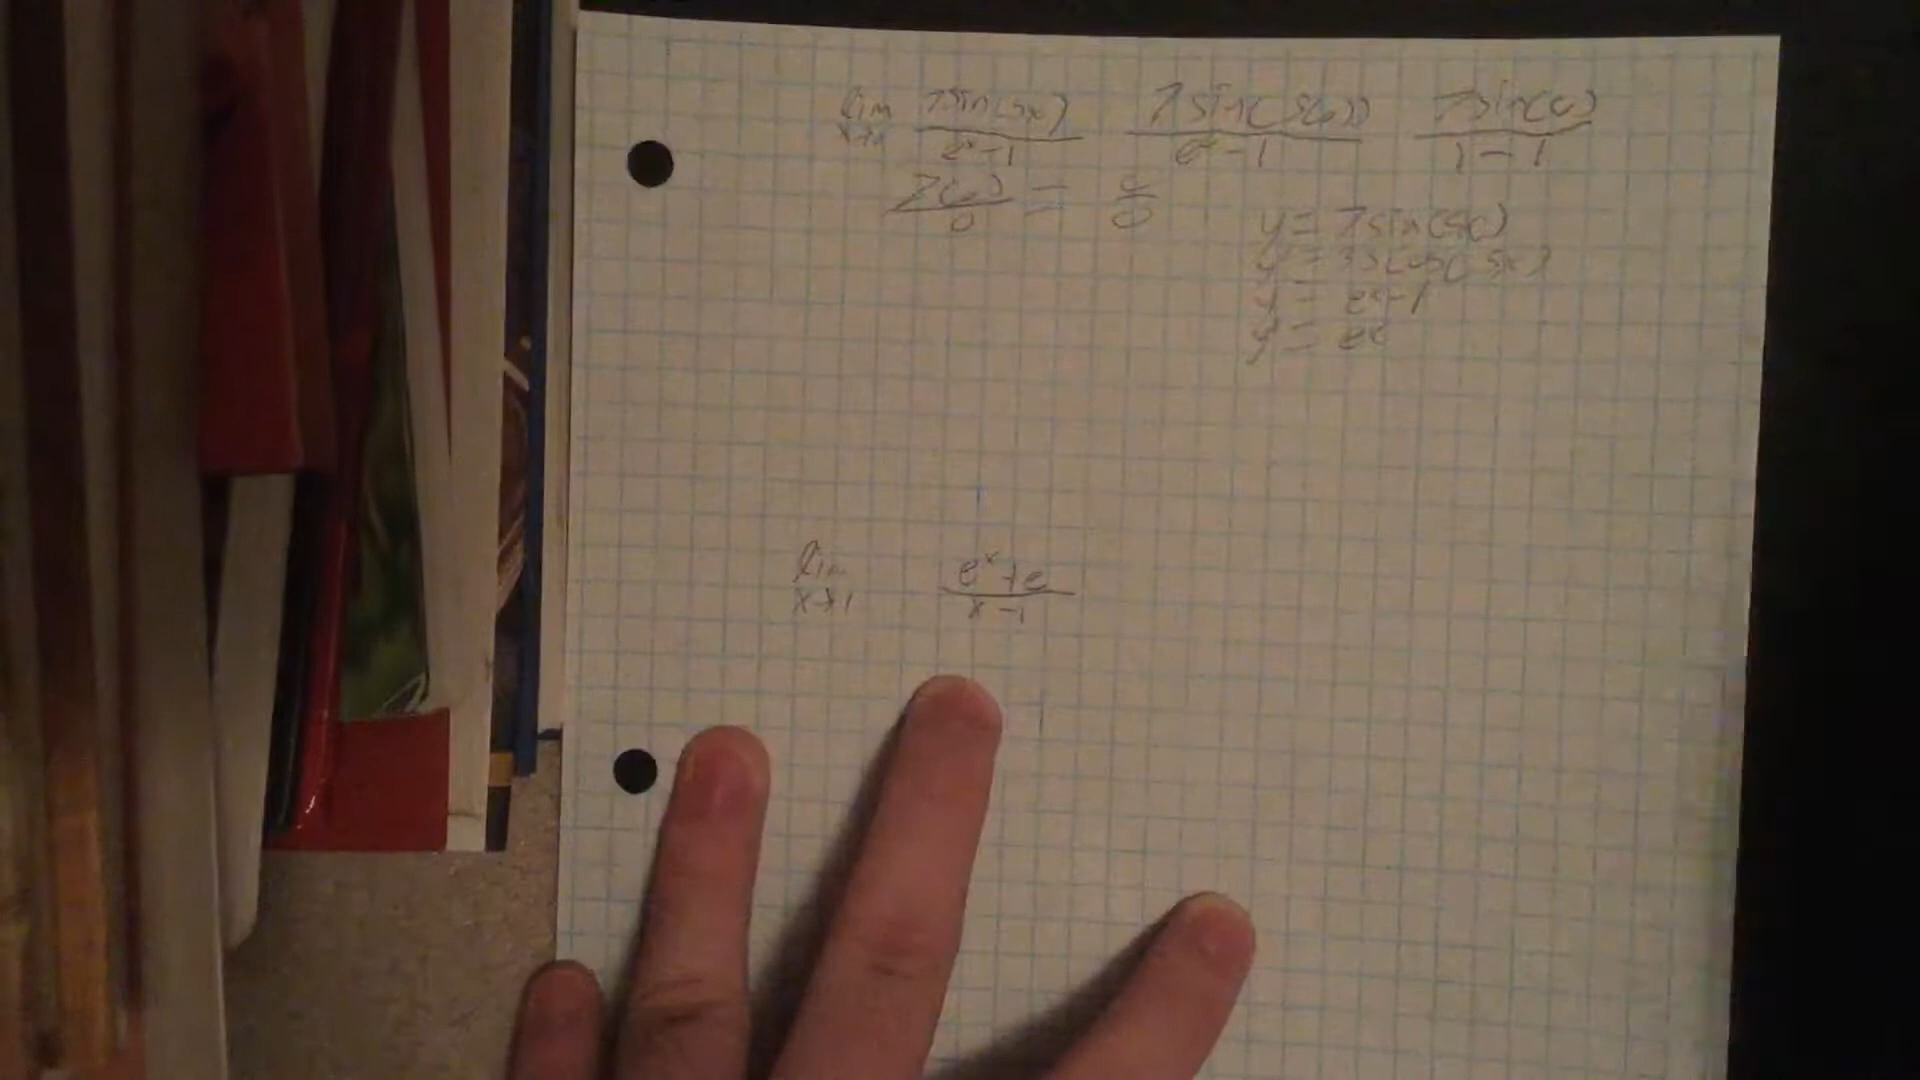 lim 7sin(5x) / e^x - 1   7sin(5(0)) / e^0 - 1   7sin(0) / 1 - 1
x→0
7(0) / 0 = 0 / 0
y = 7sin(5x)
y' = 35cos(5x)
y = e^x - 1
y' = e^x
lim e^x + e / x - 1
x→1